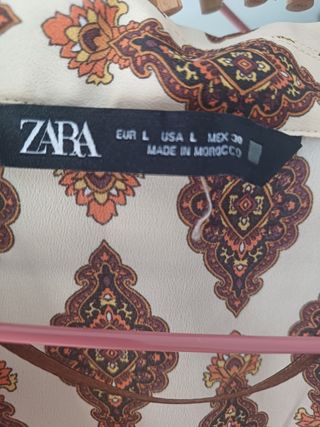 ZARA
EUR L USA L MEX 30
MADE IN MOROCCO